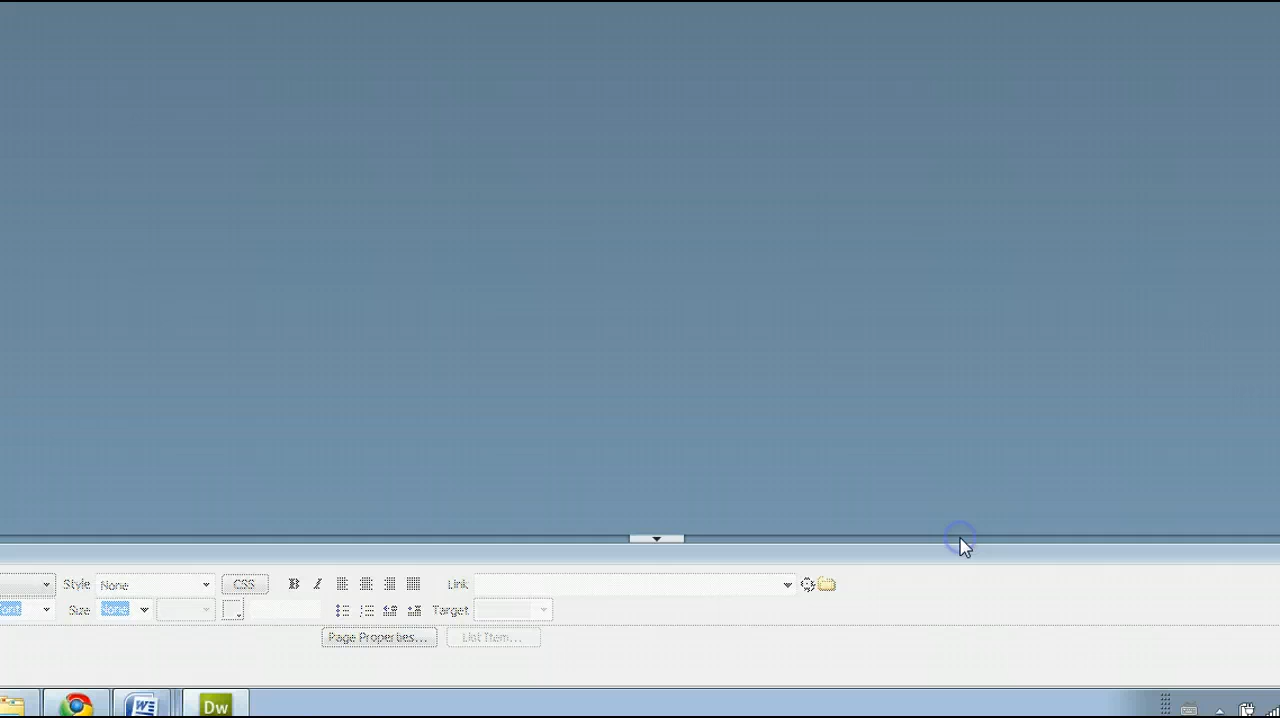 Style None CSS Link
Size None Target
Page Properties... List Item...
W Dw